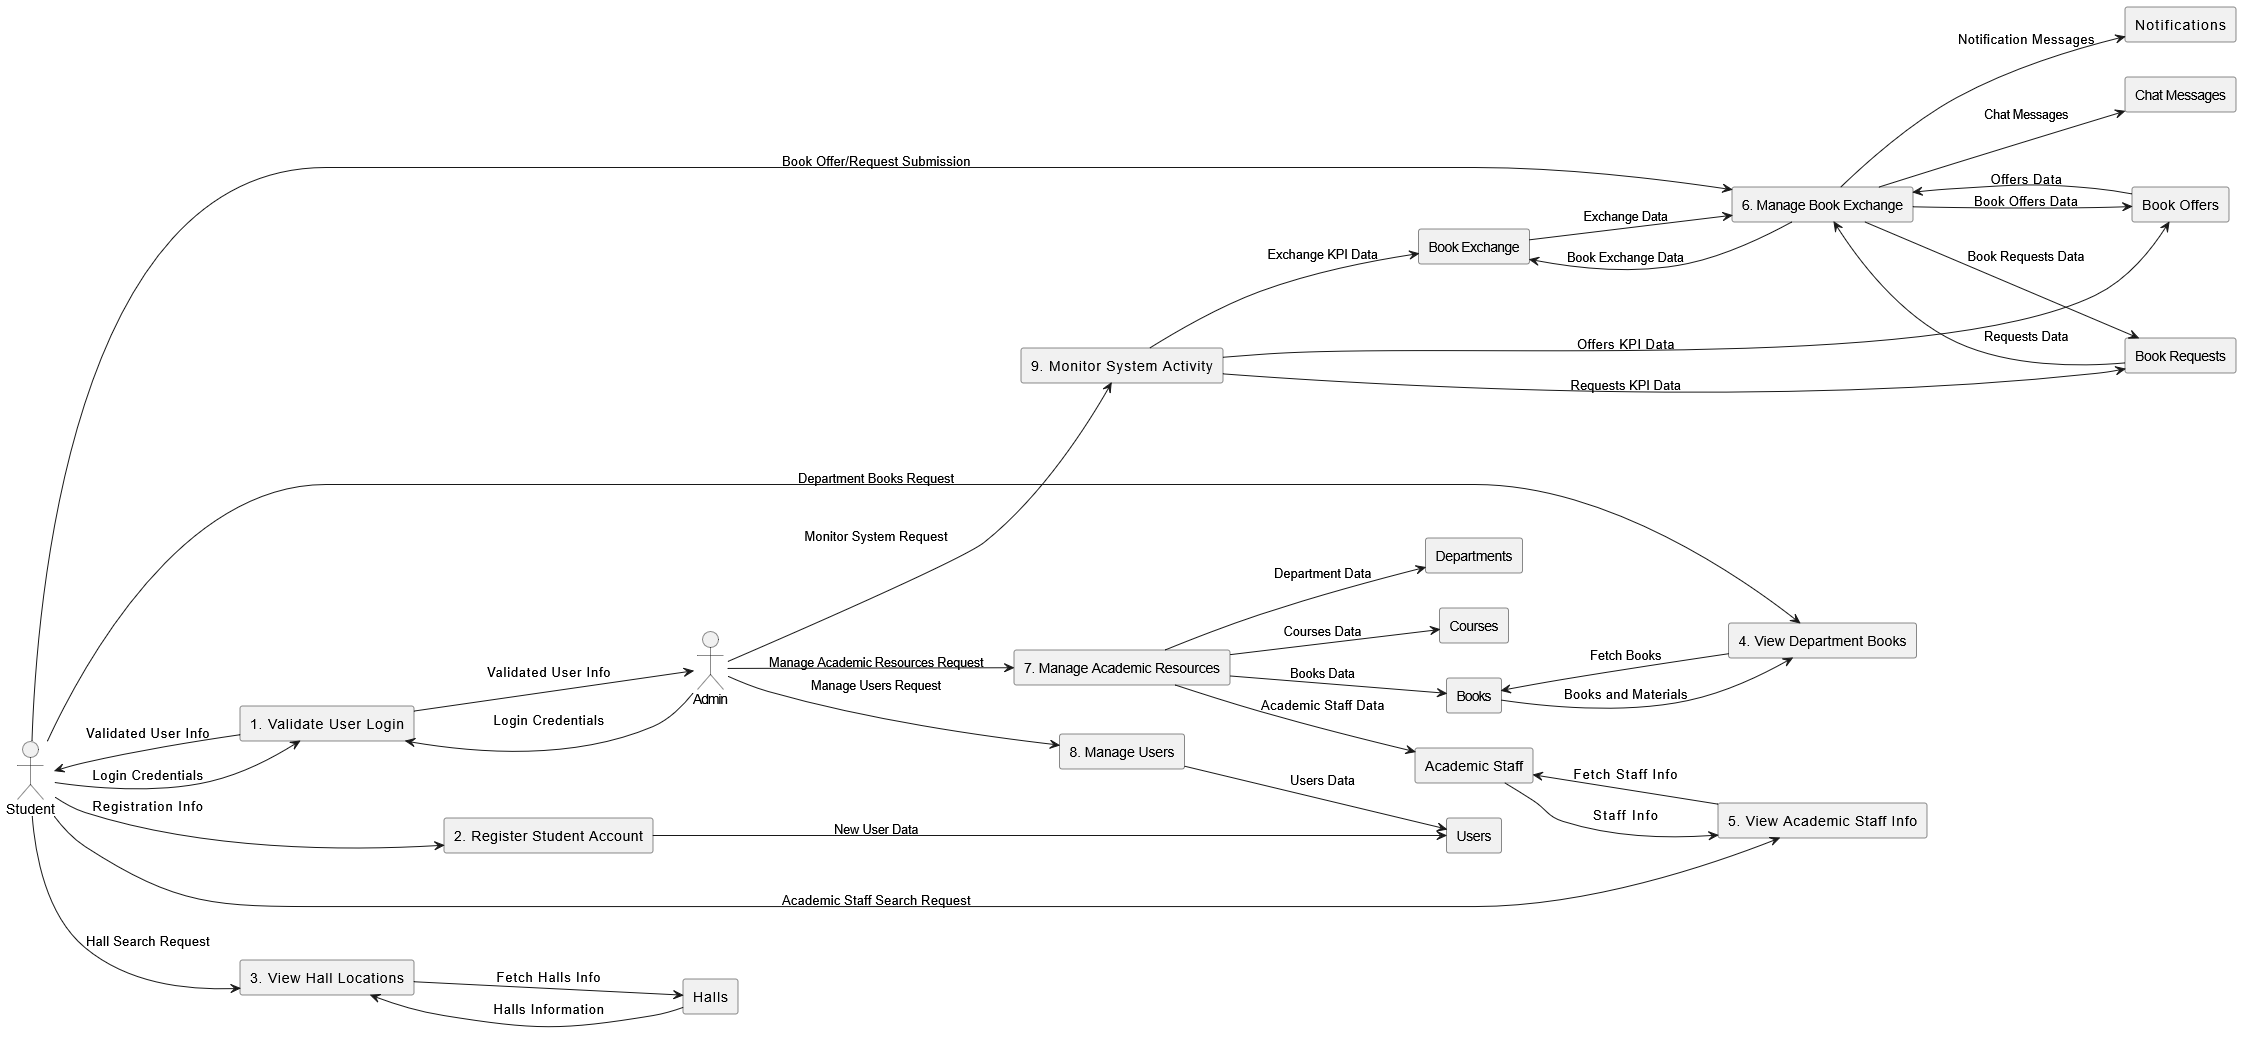 Notifications
Notification Messages
Chat Messages
Chat Messages
Book Offer/Request Submission
Offers Data
6. Manage Book Exchange
Book Offers Data
Book Offers
Exchange Data
Book Exchange
Exchange KPI Data
Book Exchange Data
Book Requests Data
Requests Data
Offers KPI Data
Book Requests
9. Monitor System Activity
Requests KPI Data
Department Books Request
Monitor System Request
Departments
Department Data
Courses
Courses Data
4. View Department Books
Fetch Books
Manage Academic Resources Request
7. Manage Academic Resources
Validated User Info
Books Data
Manage Users Request
Books
Books and Materials
Admin
Academic Staff Data
1. Validate User Login
Login Credentials
Validated User Info
8. Manage Users
Academic Staff
Fetch Staff Info
Login Credentials
Users Data
Student
Registration Info
Staff Info
5. View Academic Staff Info
New User Data
2. Register Student Account
Users
Academic Staff Search Request
Hall Search Request
3. View Hall Locations
Fetch Halls Info
Halls
Halls Information